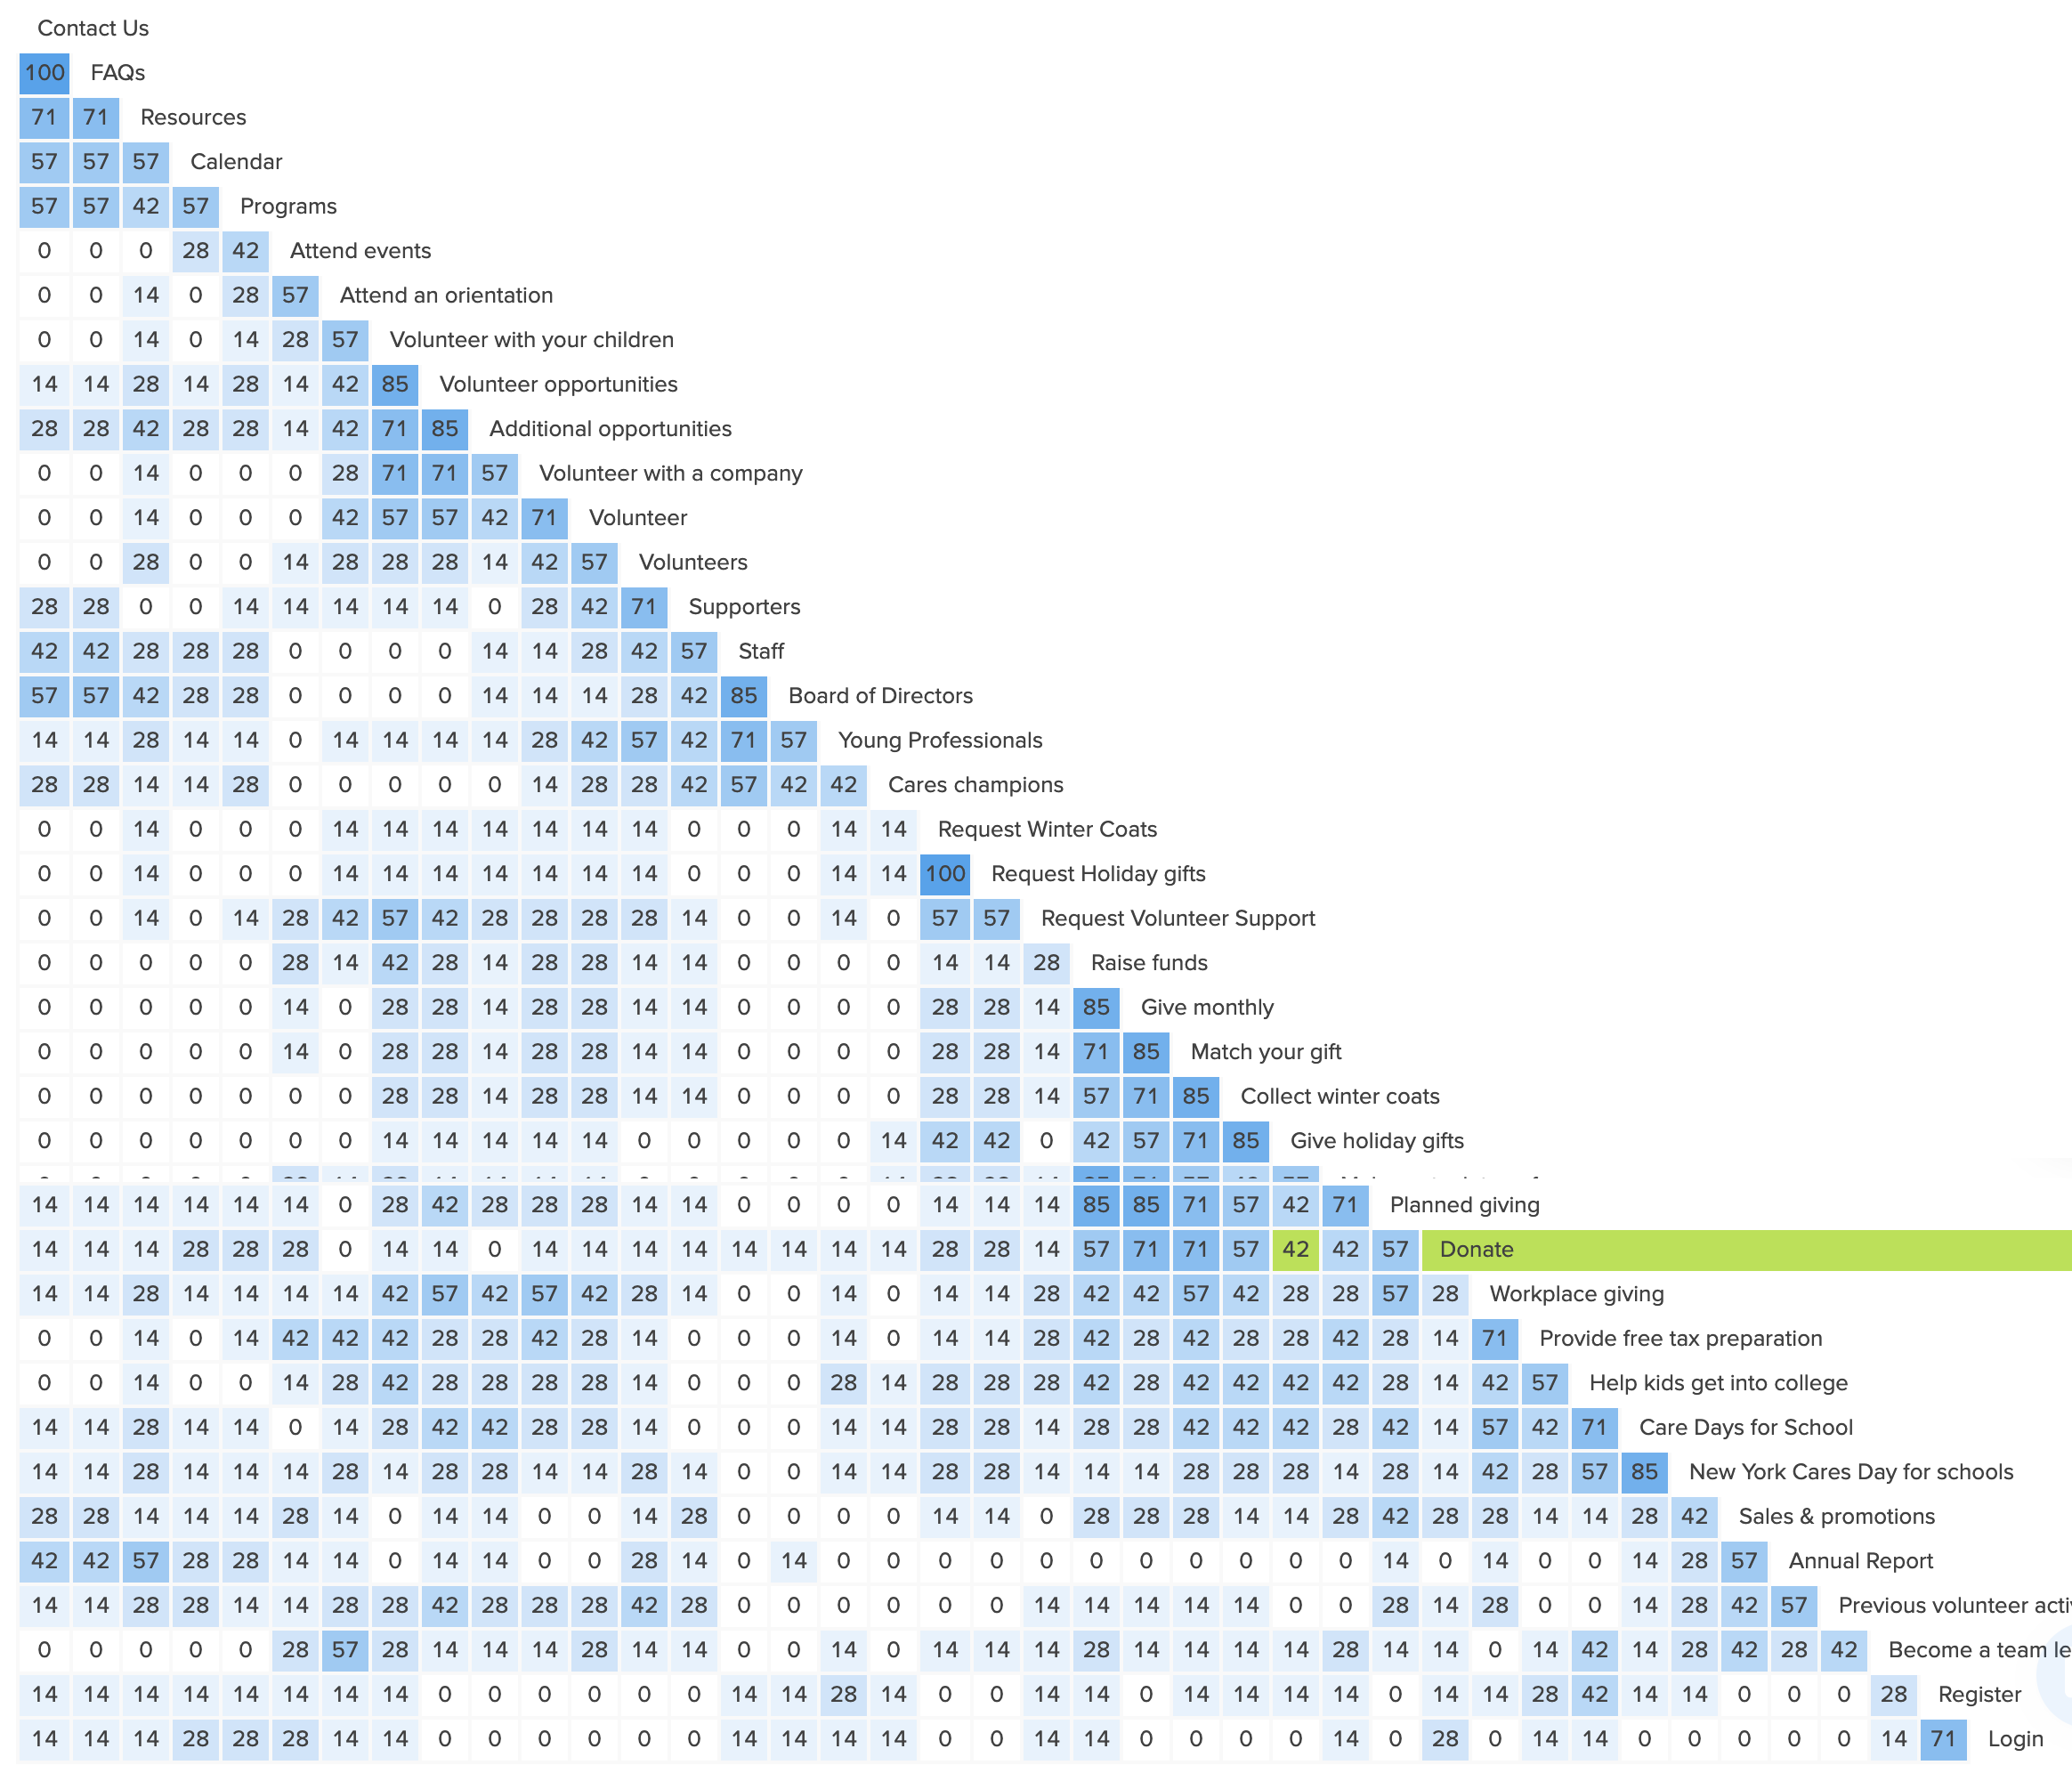 Contact Us
100 FAQs
71 71 Resources
57 57 57 Calendar
57 57 42 57 Programs
0 0 0 28 42 Attend events
0 0 14 0 28 57 Attend an orientation
0 0 14 0 14 28 57 Volunteer with your children
14 14 28 14 28 14 42 85 Volunteer opportunities
28 28 42 28 28 14 42 71 85 Additional opportunities
0 0 14 0 0 0 28 71 71 57 Volunteer with a company
0 0 14 0 0 0 42 57 57 42 71 Volunteer
0 0 28 0 0 14 28 28 28 14 42 57 Volunteers
28 28 0 0 14 14 14 14 14 0 28 42 71 Supporters
42 42 28 28 28 0 0 0 0 14 14 28 42 57 Staff
57 57 42 28 28 0 0 0 0 14 14 14 28 42 85 Board of Directors
14 14 28 14 14 0 14 14 14 14 28 42 57 42 71 57 Young Professionals
28 28 14 14 28 0 0 0 0 0 14 28 28 42 57 42 42 Cares champions
0 0 14 0 0 0 14 14 14 14 14 14 14 0 0 0 14 14 Request Winter Coats
0 0 14 0 0 0 14 14 14 14 14 14 14 0 0 0 14 14 100 Request Holiday gifts
0 0 14 0 14 28 42 57 42 28 28 28 28 14 0 0 14 0 57 57 Request Volunteer Support
0 0 0 0 0 28 14 42 28 14 28 28 14 14 0 0 0 0 14 14 28 Raise funds
0 0 0 0 0 14 0 28 28 14 28 28 14 14 0 0 0 0 28 28 14 85 Give monthly
0 0 0 0 0 14 0 28 28 14 28 28 14 14 0 0 0 0 28 28 14 71 85 Match your gift
0 0 0 0 0 0 0 28 28 14 28 28 14 14 0 0 0 0 28 28 14 57 71 85 Collect winter coats
0 0 0 0 0 0 0 14 14 14 14 14 0 0 0 0 0 14 42 42 0 42 57 71 85 Give holiday gifts
14 14 14 14 14 14 0 28 42 28 28 28 14 14 0 0 0 0 14 14 14 85 85 71 57 42 71 Planned giving
14 14 14 28 28 28 0 14 14 0 14 14 14 14 14 14 14 14 28 28 14 57 71 71 57 42 42 57 Donate
14 14 28 14 14 14 14 42 57 42 57 42 28 14 0 0 14 0 14 14 28 42 42 57 42 28 28 57 28 Workplace giving
0 0 14 0 14 42 42 42 28 28 42 28 14 0 0 0 14 0 14 14 28 42 28 42 28 28 42 28 14 71 Provide free tax preparation
0 0 14 0 0 14 28 42 28 28 28 28 14 0 0 0 28 14 28 28 28 42 28 42 42 42 42 28 14 42 57 Help kids get into college
14 14 28 14 14 0 14 28 42 42 28 28 14 0 0 0 14 14 28 28 14 28 28 42 42 42 28 42 14 57 42 71 Care Days for School
14 14 28 14 14 14 28 14 28 28 14 14 28 14 0 0 14 14 28 28 14 14 14 28 28 28 14 28 14 42 28 57 85 New York Cares Day for schools
28 28 14 14 14 28 14 0 14 14 0 0 14 28 0 0 0 0 14 14 0 28 28 28 14 14 28 42 28 28 14 14 28 42 Sales & promotions
42 42 57 28 28 14 14 0 14 14 0 0 28 14 0 14 0 0 0 0 0 0 0 0 0 0 0 14 0 14 0 0 14 28 57 Annual Report
14 14 28 28 14 14 28 28 42 28 28 28 42 28 0 0 0 0 0 0 14 14 14 14 14 0 0 28 14 28 0 0 14 28 42 57 Previous volunteer
0 0 0 0 0 28 57 28 14 14 14 28 14 14 0 0 14 0 14 14 14 28 14 14 14 14 28 14 14 0 14 42 14 28 42 28 42 Become a team
14 14 14 14 14 14 14 14 0 0 0 0 0 0 14 14 28 14 0 0 14 14 0 14 14 14 14 0 14 14 28 42 14 14 0 0 0 28 Register
14 14 14 28 28 28 14 14 0 0 0 0 0 0 14 14 14 14 0 0 14 14 0 0 0 0 14 0 28 0 14 14 0 0 0 0 0 14 71 Login